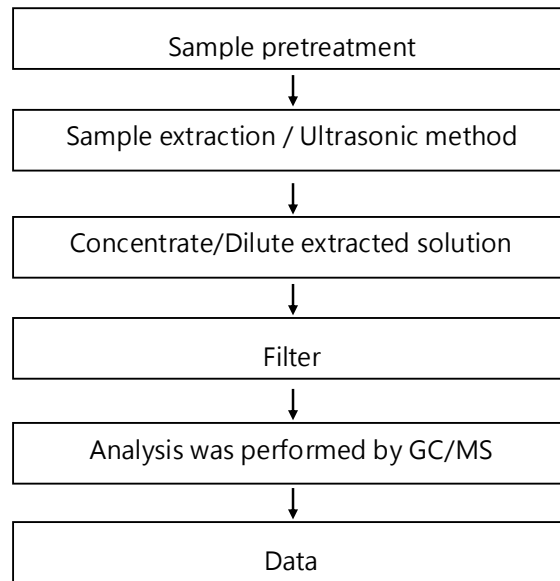 Sample pretreatment
Sample extraction / Ultrasonic method
Concentrate/Dilute extracted solution
Filter
Analysis was performed by GC/MS
Data